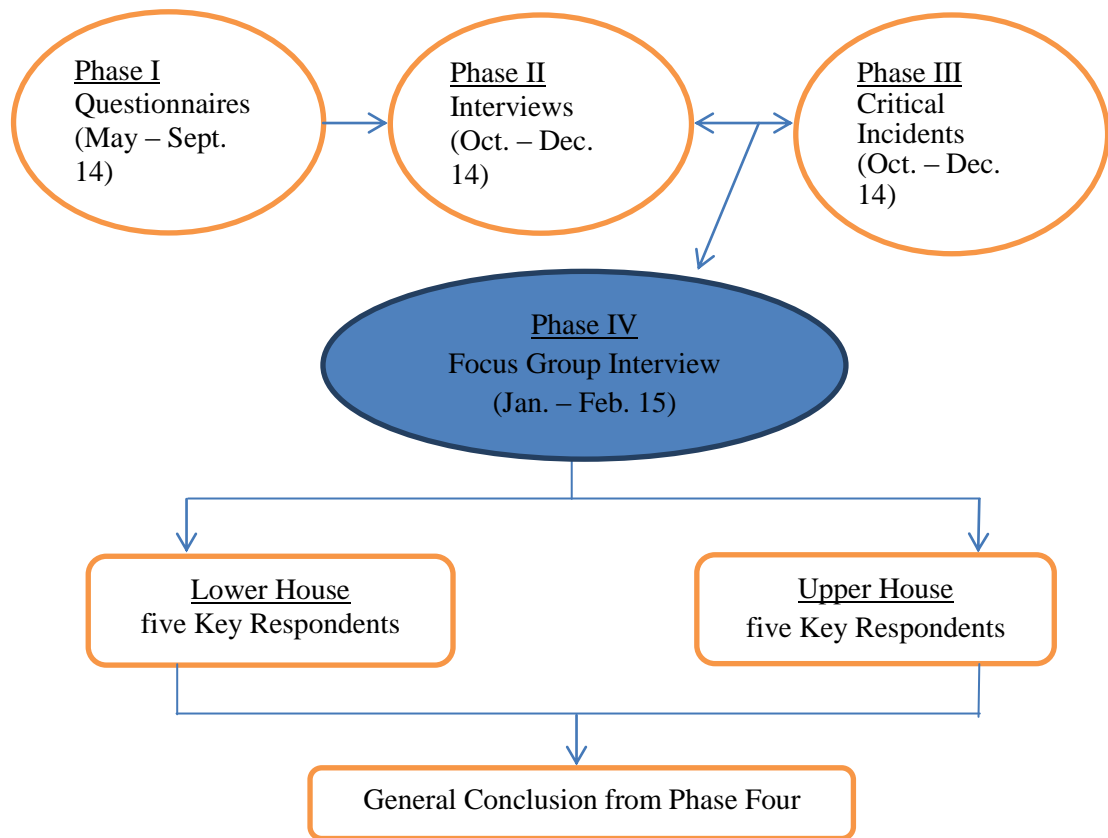 Phase I
Questionnaires
(May – Sept.
14)
Phase II
Interviews
(Oct. – Dec.
14)
Phase III
Critical
Incidents
(Oct. – Dec.
14)
Phase IV
Focus Group Interview
(Jan. – Feb. 15)
Lower House
five Key Respondents
Upper House
five Key Respondents
General Conclusion from Phase Four